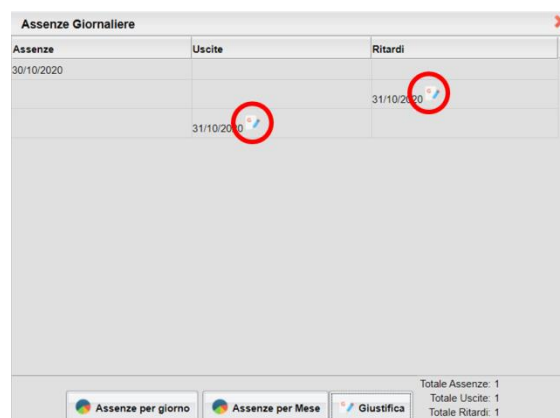 Assenze Giornaliere
Assenze Uscite Ritardi
30/10/2020
31/10/2020
31/10/2020
Totale Assenze: 1
Totale Uscite: 1
Totale Ritardi: 1
Assenze per giorno Assenze per Mese Giustifica